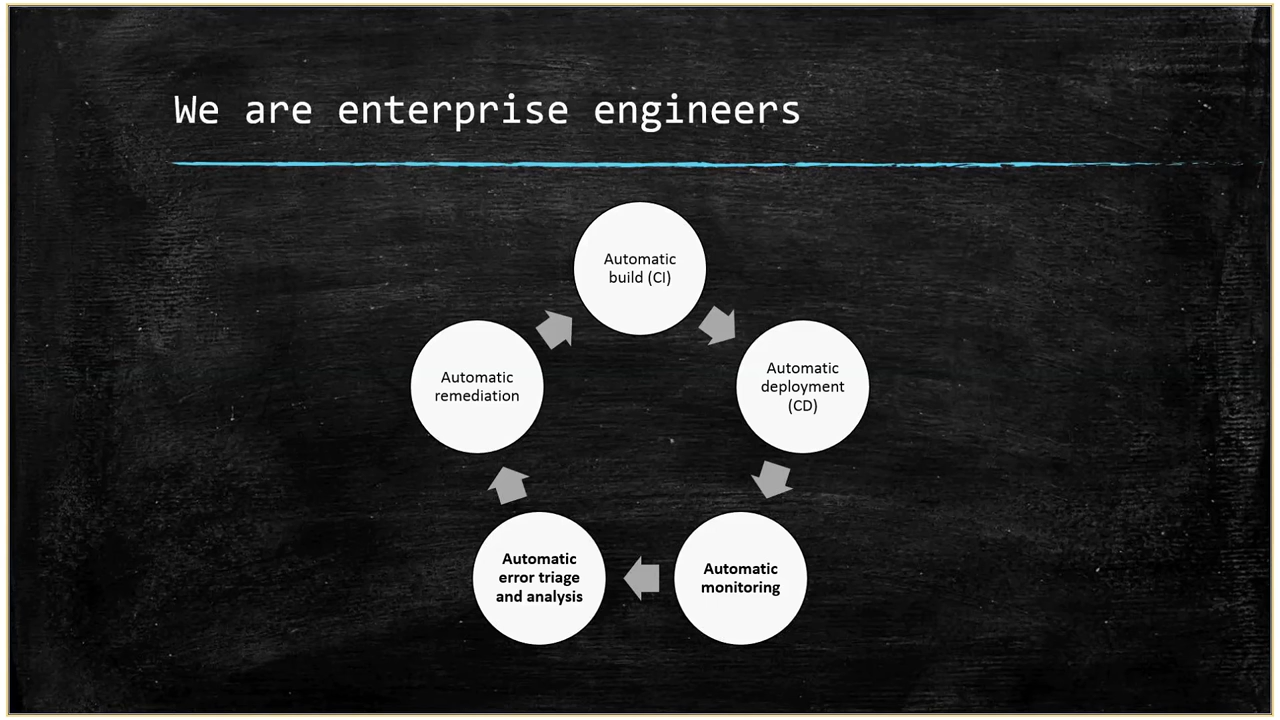 We are enterprise engineers
Automatic
build (CI)
Automatic
deployment
(CD)
Automatic
monitoring
Automatic
error triage
and analysis
Automatic
remediation